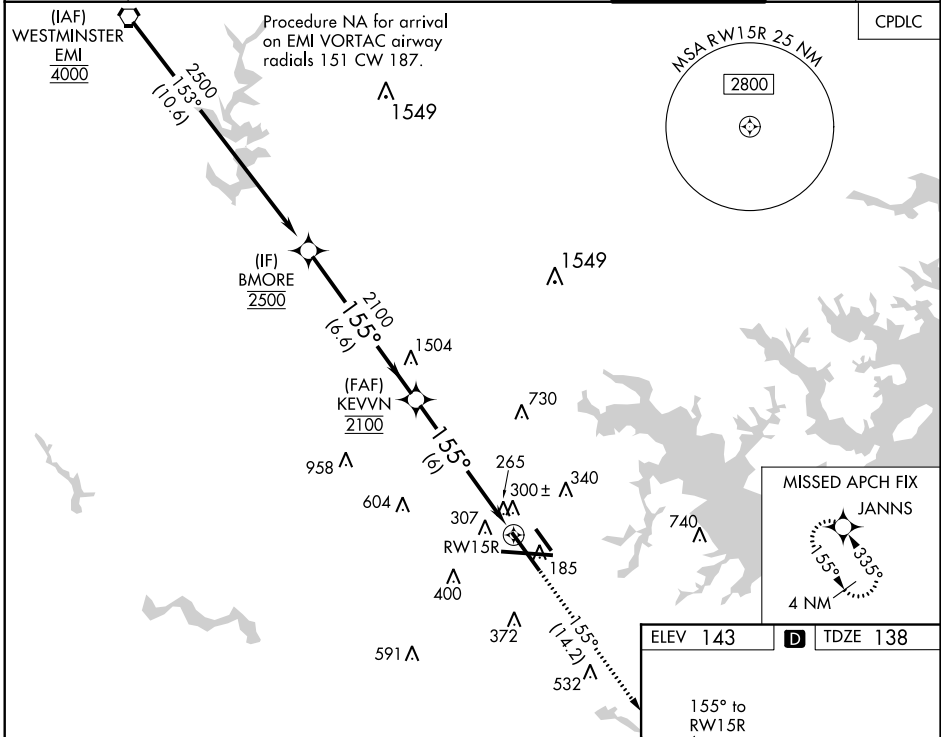 (IAF)
WESTMINSTER
EMI
4000
Procedure NA for arrival
on EMI VORTAC airway
radials 151 CW 187.
CPDLC
MSA RW15R 25 NM
2800
2500
153°
(10.6)
1549
(IF)
BMORE
2500
1549
2100
155°
(6.6)
1504
(FAF)
KEVVN
2100
730
155°
(6)
958
265
300±
340
604
307
RW15R
740
185
400
372
591
155°
(14.2)
532
MISSED APCH FIX
JANNS
155°
335°
4 NM
ELEV 143
D
TDZE 138
155° to
RW15R